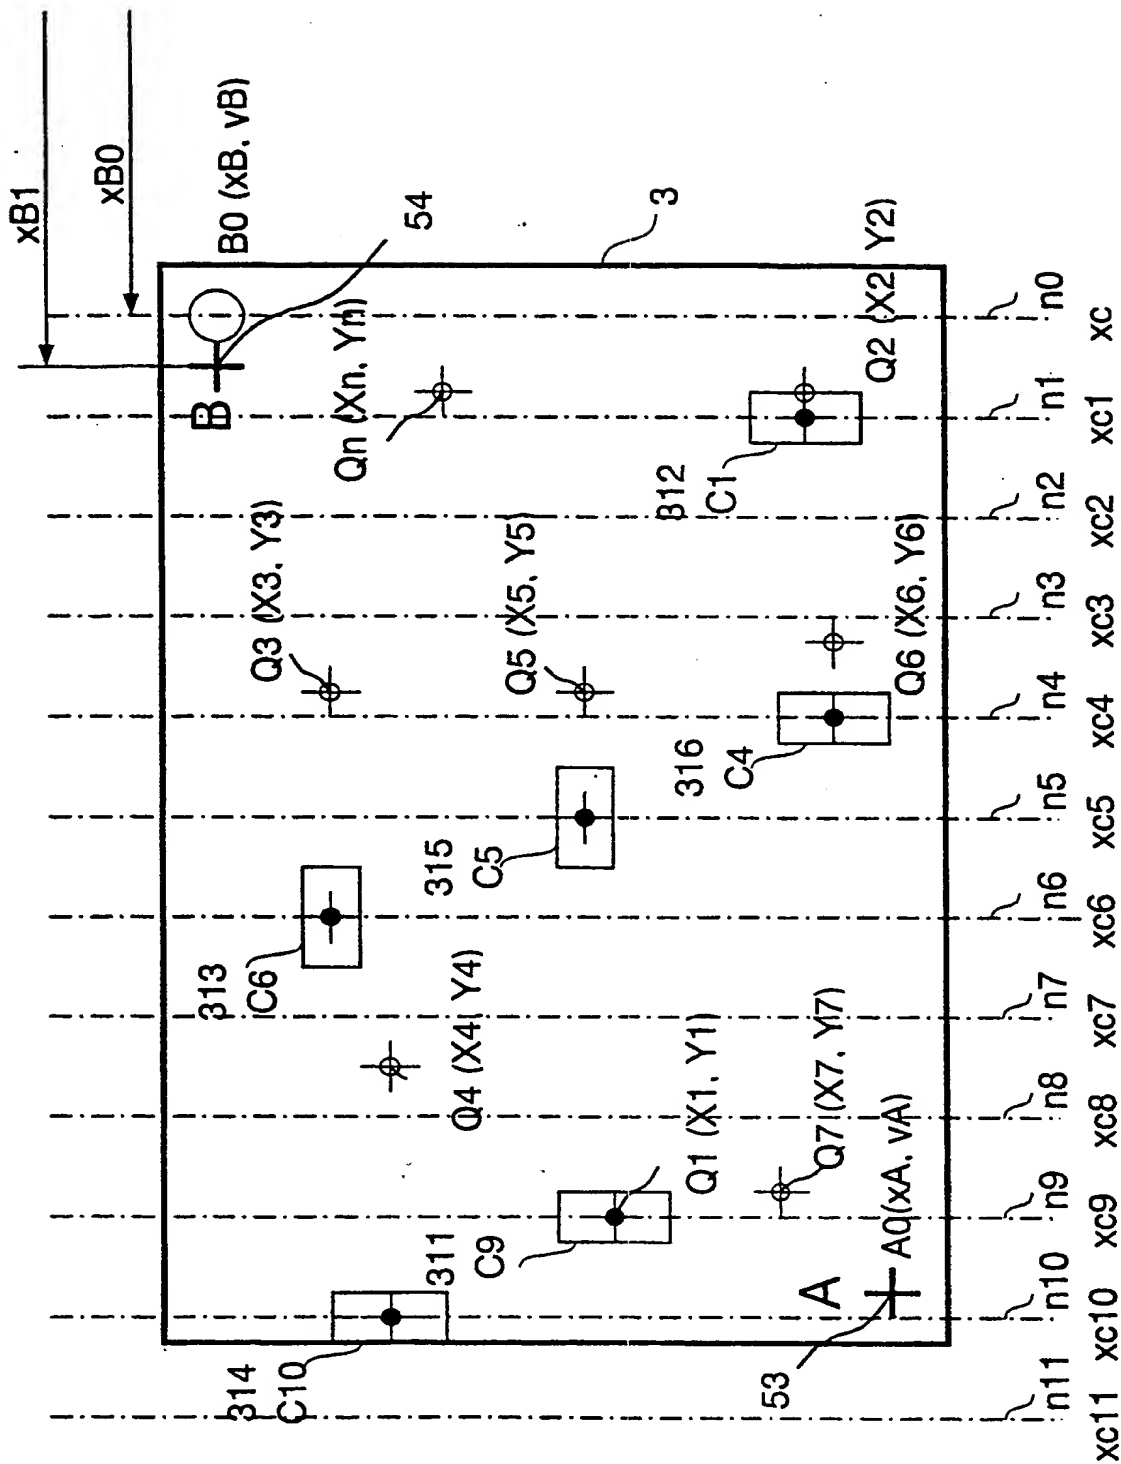 xB1
xB0
B0 (xB, vB)
54
3
B
Qn (Xn, Yn)
Q2 (X2 Y2)
312
C1
Q3 (X3, Y3)
Q5 (X5, Y5)
Q6 (X6, Y6)
316
C4
315
C5
313
C6
Q4 (X4 Y4)
Q1 (X1, Y1)
Q7 (X7, Y7)
A0(xA, vA)
A
311
C9
314
C10
53
n0
n1
n2
n3
n4
n5
n6
n7
n8
n9
n10
n11
xc
xc1
xc2
xc3
xc4
xc5
xc6
xc7
xc8
xc9
xc10
xc11